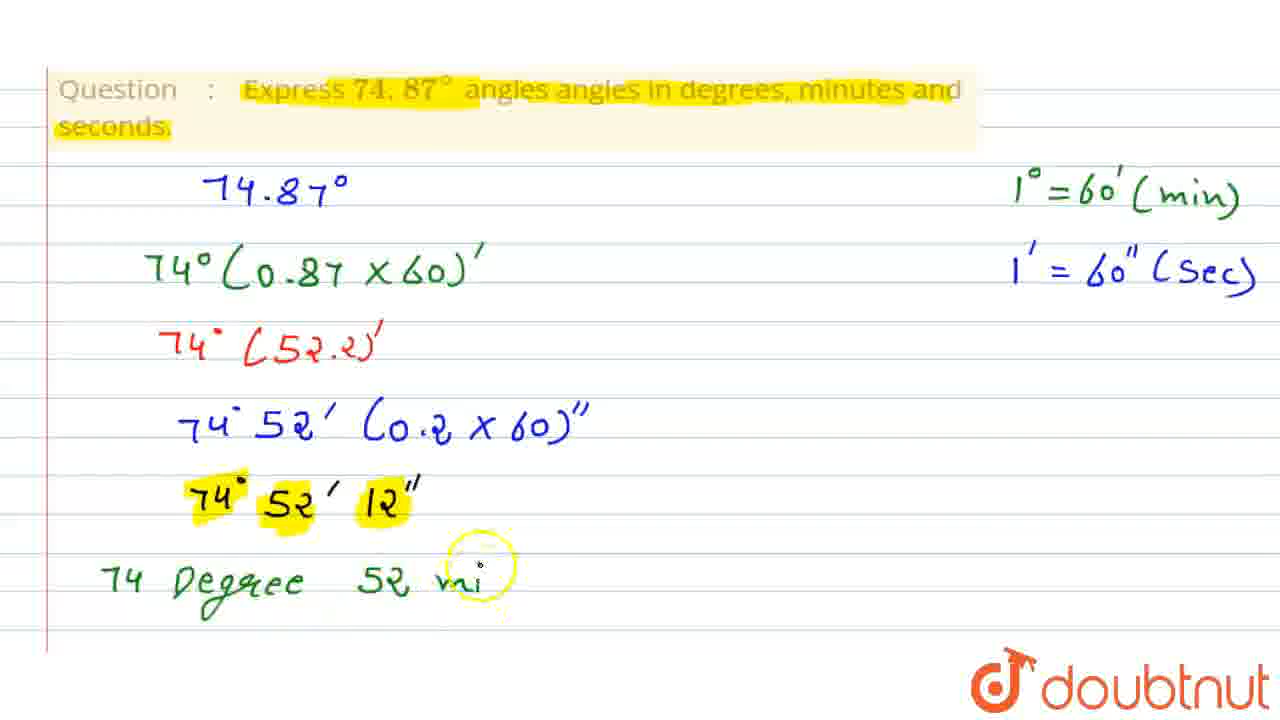 Question : Express 74. 87° angles angles in degrees, minutes and
seconds.
74.87°
1° = 60' (min)
74° (0.87 × 60)'
1' = 60" (Sec)
74° (52.2)'
74° 52' (0.2 × 60)"
74° 52' 12"
74 Degree 52 mi
doubtnut